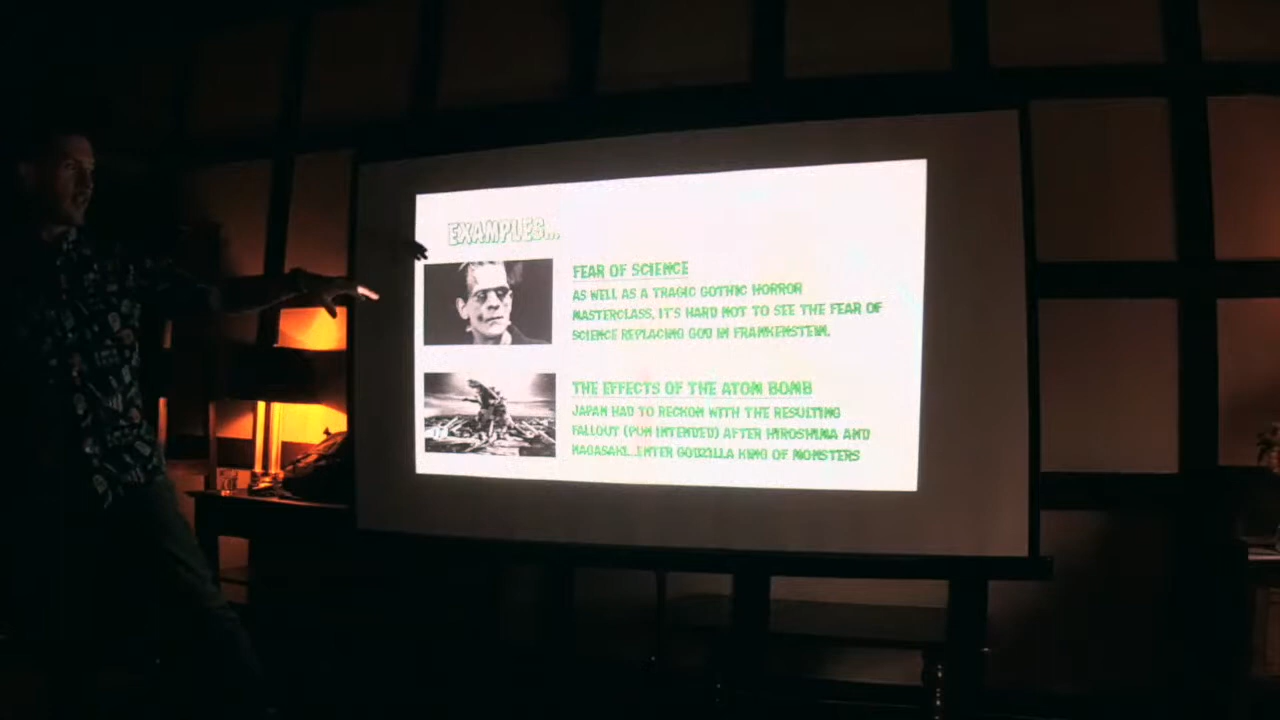 EXAMPLES...
FEAR OF SCIENCE
AS WELL AS A TRAGIC GOTHIC HORROR
MASTERCLASS, IT'S HARD NOT TO SEE THE FEAR OF
SCIENCE REPLACING GOD IN FRANKENSTEIN.
THE EFFECTS OF THE ATOM BOMB
JAPAN HAD TO RECKON WITH THE RESULTING
FALLOUT (PUN INTENDED) AFTER HIROSHIMA AND
NAGASAKI...ENTER GODZILLA KING OF MONSTERS